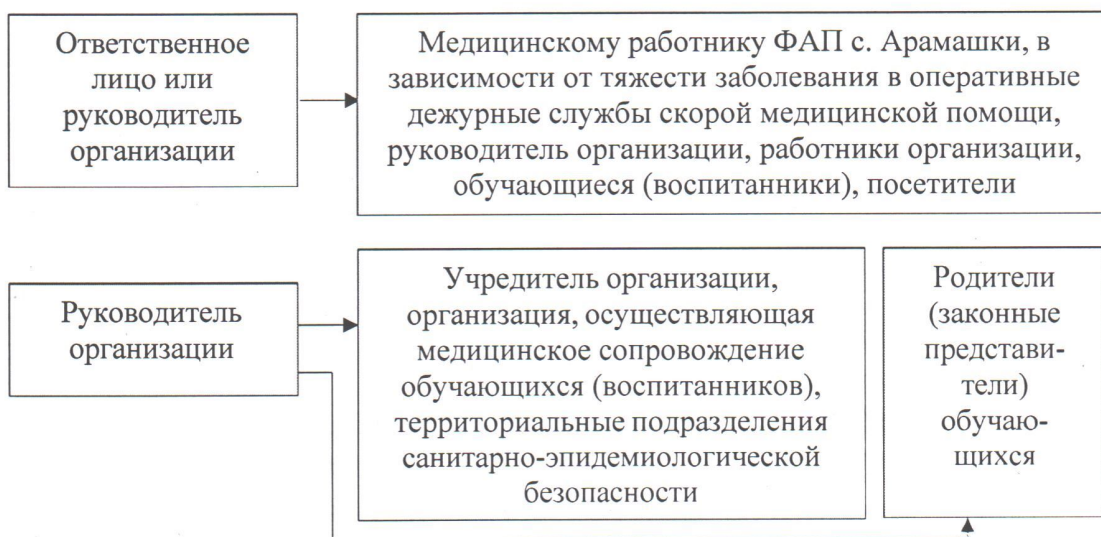 Ответственное
лицо или
руководитель
организации
Медицинскому работнику ФАП с. Арамашки, в
зависимости от тяжести заболевания в оперативные
дежурные службы скорой медицинской помощи,
руководитель организации, работники организации,
обучающиеся (воспитанники), посетители
Руководитель
организации
Учредитель организации,
организация, осуществляющая
медицинское сопровождение
обучающихся (воспитанников),
территориальные подразделения
санитарно-эпидемиологической
безопасности
Родители
(законные
представи-
тели)
обучаю-
щихся